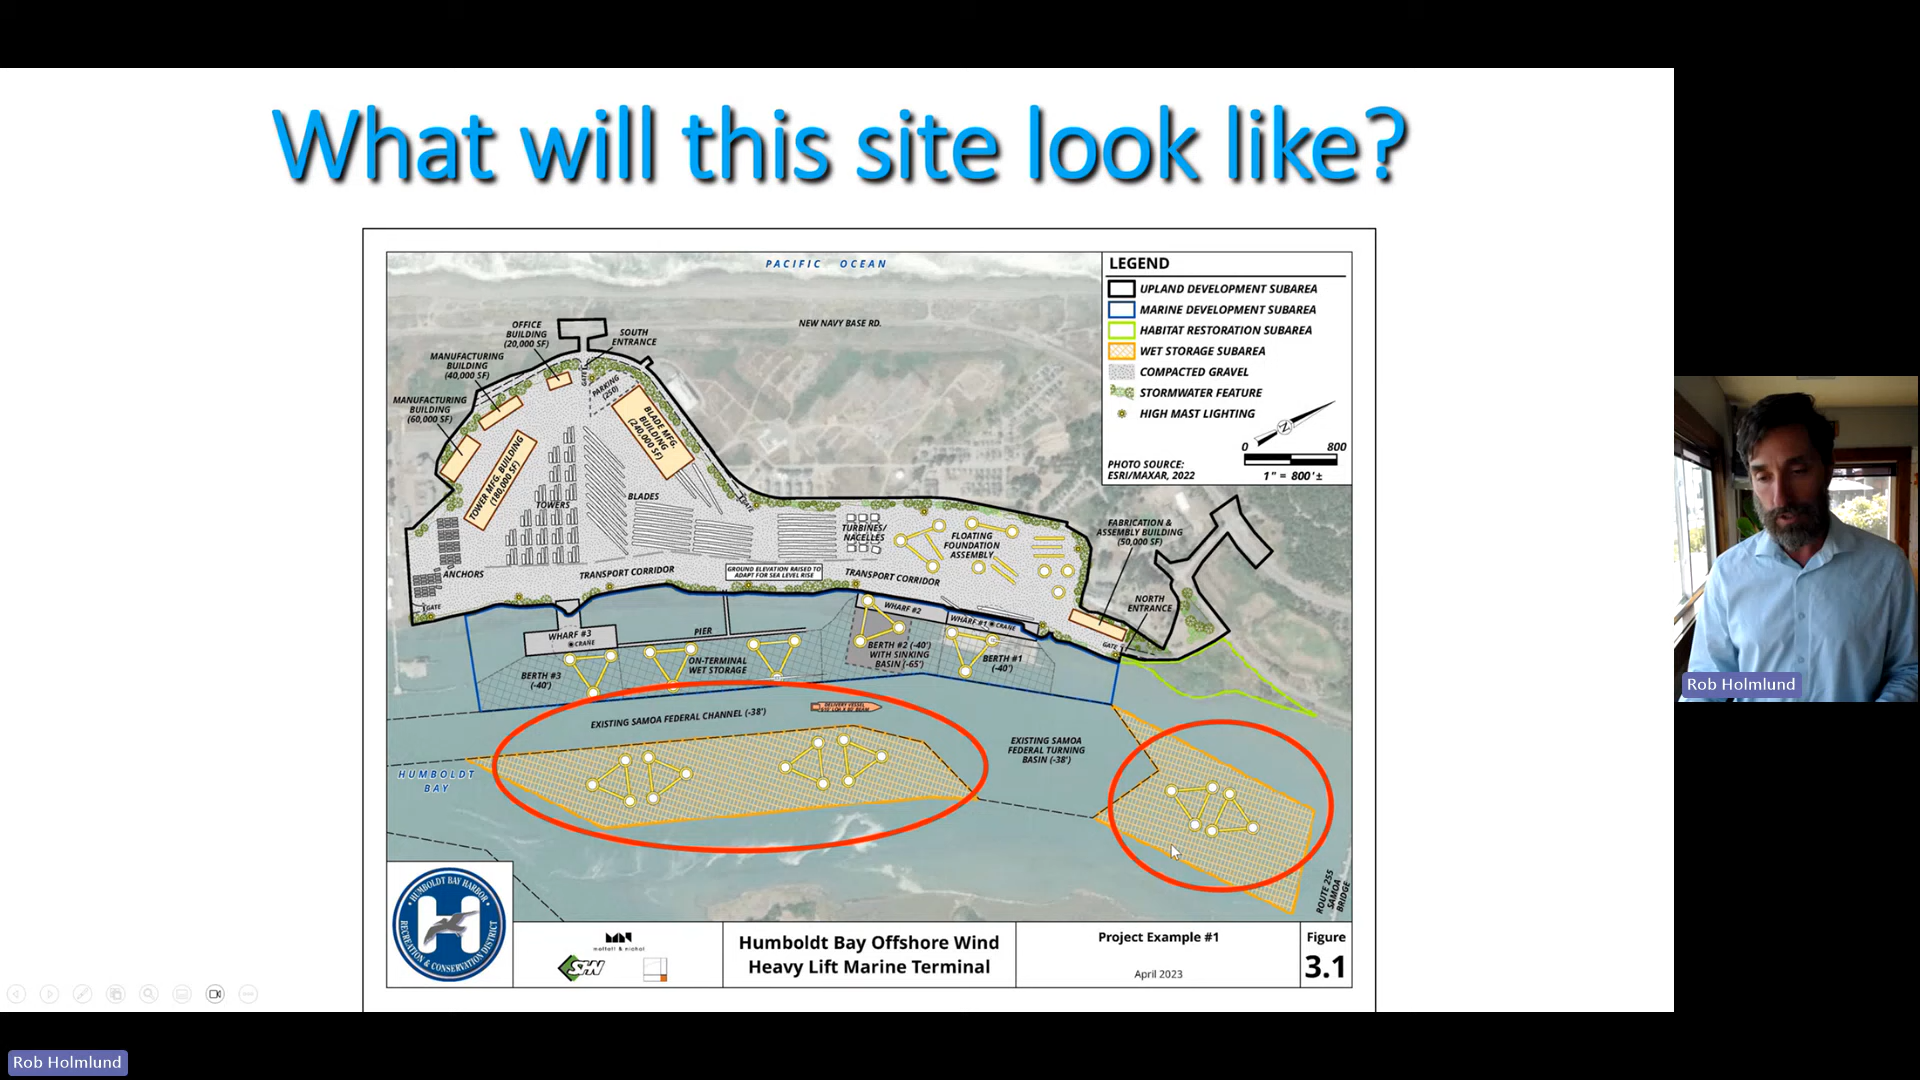 What will this site look like?
PACIFIC OCEAN
NEW NAVY BASE RD.
LEGEND
UPLAND DEVELOPMENT SUBAREA
MARINE DEVELOPMENT SUBAREA
HABITAT RESTORATION SUBAREA
WET STORAGE SUBAREA
COMPACTED GRAVEL
STORMWATER FEATURE
HIGH MAST LIGHTING
N
0 800
1" = 800'±
PHOTO SOURCE:
ESRI/MAXAR, 2022
OFFICE
BUILDING
(20,000 SF)
SOUTH
ENTRANCE
MANUFACTURING
BUILDING
(40,000 SF)
MANUFACTURING
BUILDING
(60,000 SF)
GATE
PARKING
(250)
BLADE MFG.
BUILDING
(240,000 SF)
TOWER MFG. BUILDING
(180,000 SF)
TOWERS
BLADES
GATE
TURBINES/
NACELLES
FLOATING
FOUNDATION
ASSEMBLY
FABRICATION &
ASSEMBLY BUILDING
(50,000 SF)
ANCHORS
TRANSPORT CORRIDOR
GROUND ELEVATION RAISED TO
ADAPT FOR SEA LEVEL RISE
TRANSPORT CORRIDOR
GATE
NORTH
ENTRANCE
WHARF #3
CRANE
PIER
WHARF #2
WHARF #1
CRANE
GATE
BERTH #3
(-40')
ON-TERMINAL
WET STORAGE
BERTH #2 (-40')
WITH SINKING
BASIN (-65')
BERTH #1
(-40')
EXISTING SAMOA FEDERAL CHANNEL (-38')
EXISTING SAMOA
FEDERAL TURNING
BASIN (-38')
HUMBOLDT
BAY
ROUTE 255
SAMOA
BRIDGE
HUMBOLDT BAY HARBOR
RECREATION & CONSERVATION DISTRICT
moffatt & nichol
SHN
Humboldt Bay Offshore Wind
Heavy Lift Marine Terminal
Project Example #1
April 2023
Figure
3.1
Rob Holmlund
Rob Holmlund